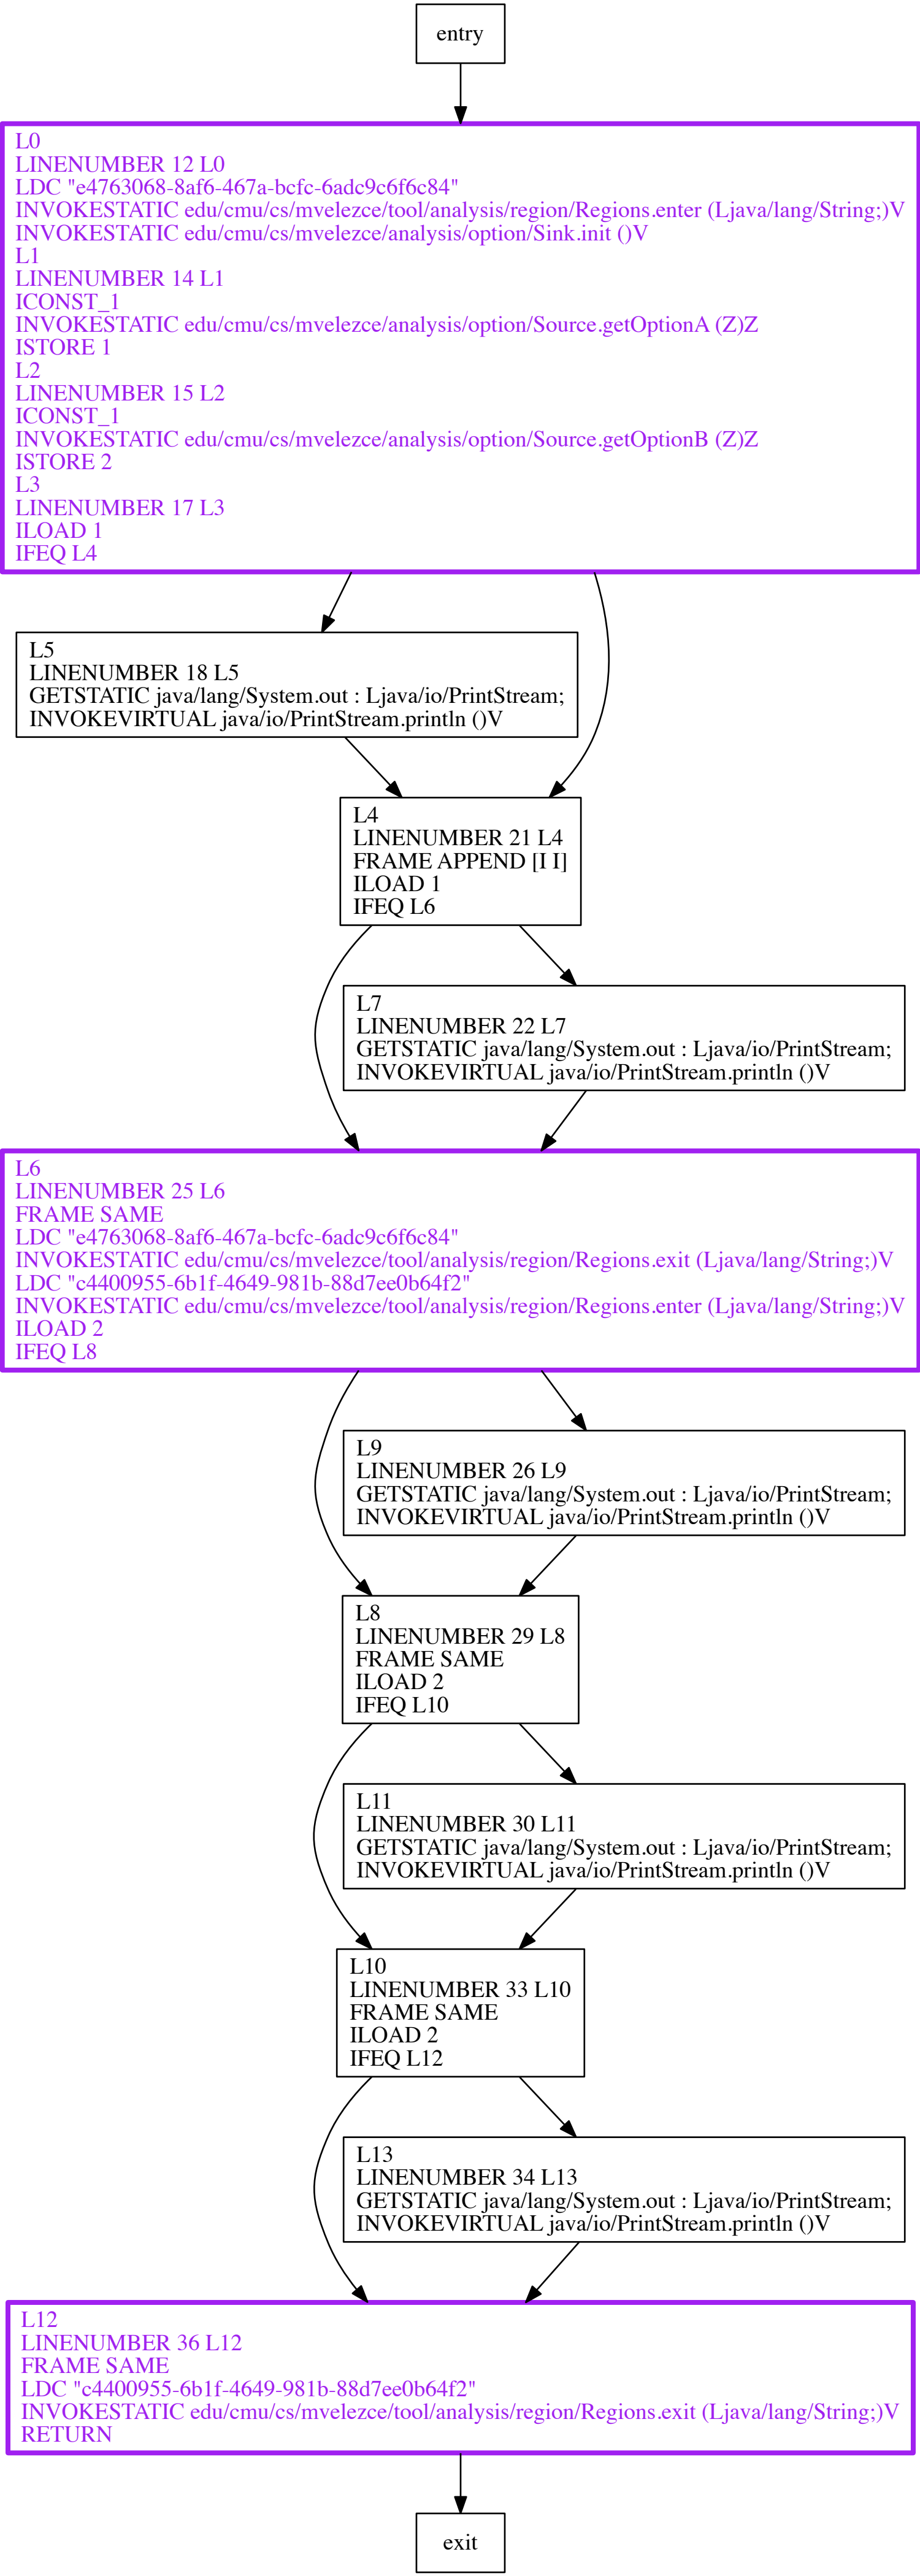 entry
L0
LINENUMBER 12 L0
LDC "e4763068-8af6-467a-bcfc-6adc9c6f6c84"
INVOKESTATIC edu/cmu/cs/mvelezce/tool/analysis/region/Regions.enter (Ljava/lang/String;)V
INVOKESTATIC edu/cmu/cs/mvelezce/analysis/option/Sink.init ()V
L1
LINENUMBER 14 L1
ICONST_1
INVOKESTATIC edu/cmu/cs/mvelezce/analysis/option/Source.getOptionA (Z)Z
ISTORE 1
L2
LINENUMBER 15 L2
ICONST_1
INVOKESTATIC edu/cmu/cs/mvelezce/analysis/option/Source.getOptionB (Z)Z
ISTORE 2
L3
LINENUMBER 17 L3
ILOAD 1
IFEQ L4
L5
LINENUMBER 18 L5
GETSTATIC java/lang/System.out : Ljava/io/PrintStream;
INVOKEVIRTUAL java/io/PrintStream.println ()V
L4
LINENUMBER 21 L4
FRAME APPEND [I I]
ILOAD 1
IFEQ L6
L7
LINENUMBER 22 L7
GETSTATIC java/lang/System.out : Ljava/io/PrintStream;
INVOKEVIRTUAL java/io/PrintStream.println ()V
L6
LINENUMBER 25 L6
FRAME SAME
LDC "e4763068-8af6-467a-bcfc-6adc9c6f6c84"
INVOKESTATIC edu/cmu/cs/mvelezce/tool/analysis/region/Regions.exit (Ljava/lang/String;)V
LDC "c4400955-6b1f-4649-981b-88d7ee0b64f2"
INVOKESTATIC edu/cmu/cs/mvelezce/tool/analysis/region/Regions.enter (Ljava/lang/String;)V
ILOAD 2
IFEQ L8
L9
LINENUMBER 26 L9
GETSTATIC java/lang/System.out : Ljava/io/PrintStream;
INVOKEVIRTUAL java/io/PrintStream.println ()V
L8
LINENUMBER 29 L8
FRAME SAME
ILOAD 2
IFEQ L10
L11
LINENUMBER 30 L11
GETSTATIC java/lang/System.out : Ljava/io/PrintStream;
INVOKEVIRTUAL java/io/PrintStream.println ()V
L10
LINENUMBER 33 L10
FRAME SAME
ILOAD 2
IFEQ L12
L13
LINENUMBER 34 L13
GETSTATIC java/lang/System.out : Ljava/io/PrintStream;
INVOKEVIRTUAL java/io/PrintStream.println ()V
L12
LINENUMBER 36 L12
FRAME SAME
LDC "c4400955-6b1f-4649-981b-88d7ee0b64f2"
INVOKESTATIC edu/cmu/cs/mvelezce/tool/analysis/region/Regions.exit (Ljava/lang/String;)V
RETURN
exit